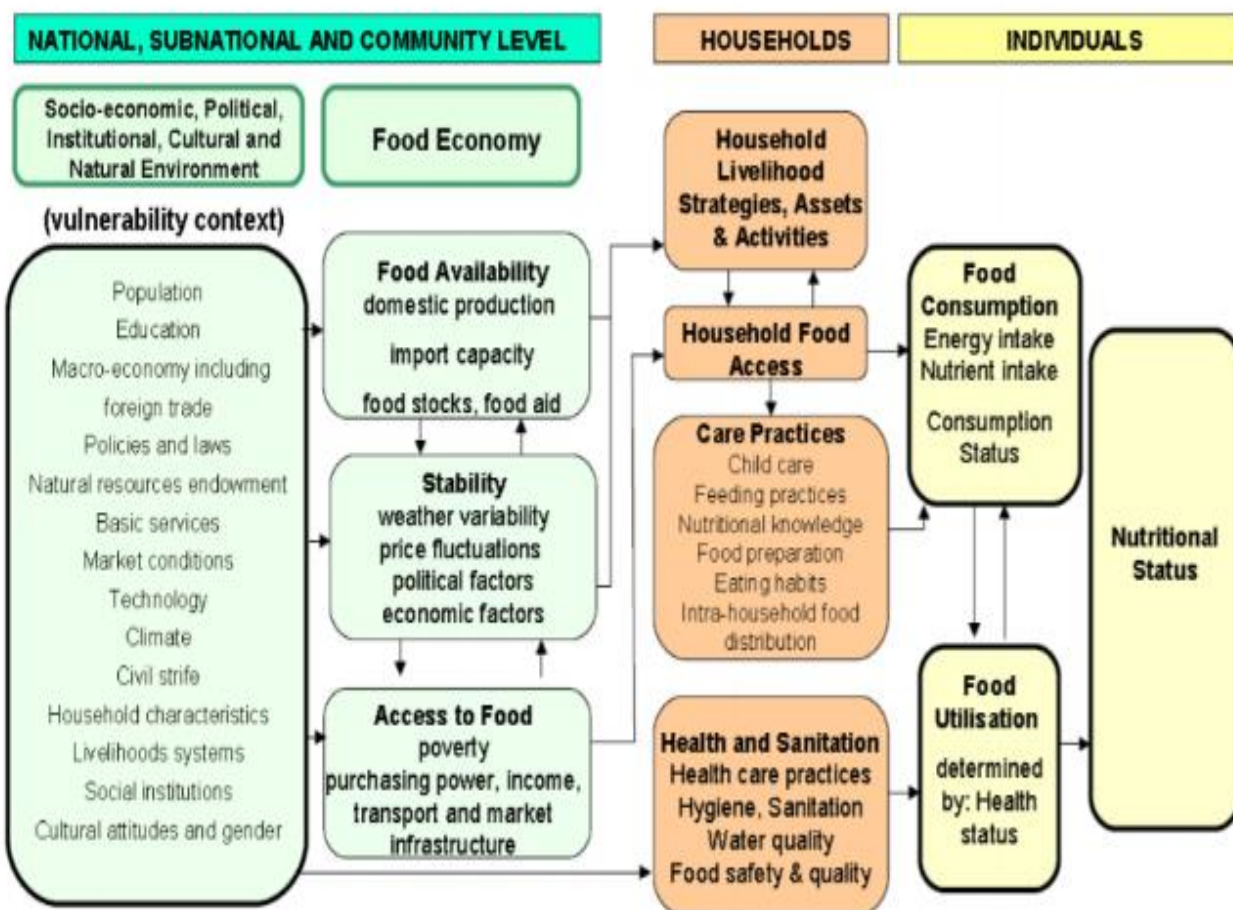 NATIONAL, SUBNATIONAL AND COMMUNITY LEVEL
HOUSEHOLDS
INDIVIDUALS
Socio-economic, Political,
Institutional, Cultural and
Natural Environment
Food Economy
(vulnerability context)
Population
Education
Macro-economy including
foreign trade
Policies and laws
Natural resources endowment
Basic services
Market conditions
Technology
Climate
Civil strife
Household characteristics
Livelihoods systems
Social institutions
Cultural attitudes and gender
Food Availability
domestic production
import capacity
food stocks, food aid
Stability
weather variability
price fluctuations
political factors
economic factors
Access to Food
poverty
purchasing power, income,
transport and market
infrastructure
Household
Livelihood
Strategies, Assets
& Activities
Household Food
Access
Care Practices
Child care
Feeding practices
Nutritional knowledge
Food preparation
Eating habits
Intra-household food
distribution
Health and Sanitation
Health care practices
Hygiene, Sanitation
Water quality
Food safety & quality
Food
Consumption
Energy intake
Nutrient intake
Consumption
Status
Food
Utilisation
determined
by: Health
status
Nutritional
Status